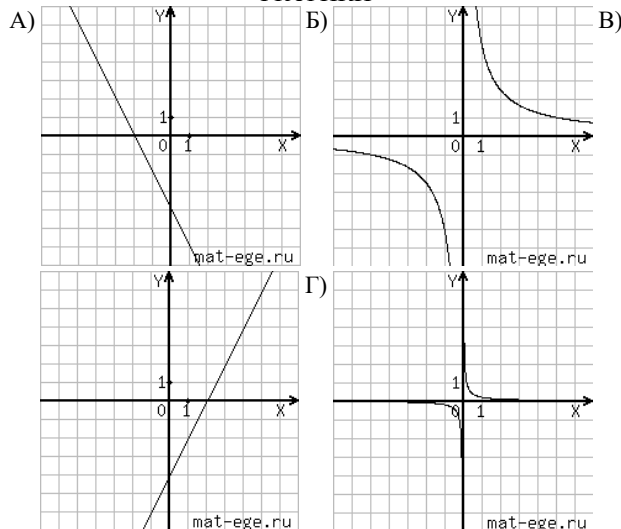 А) Y Б) Y В)
1 1
0 1 X 0 1 X
mat-ege.ru mat-ege.ru
Y Г) Y
1 1
0 1 X 0 1 X
mat-ege.ru mat-ege.ru